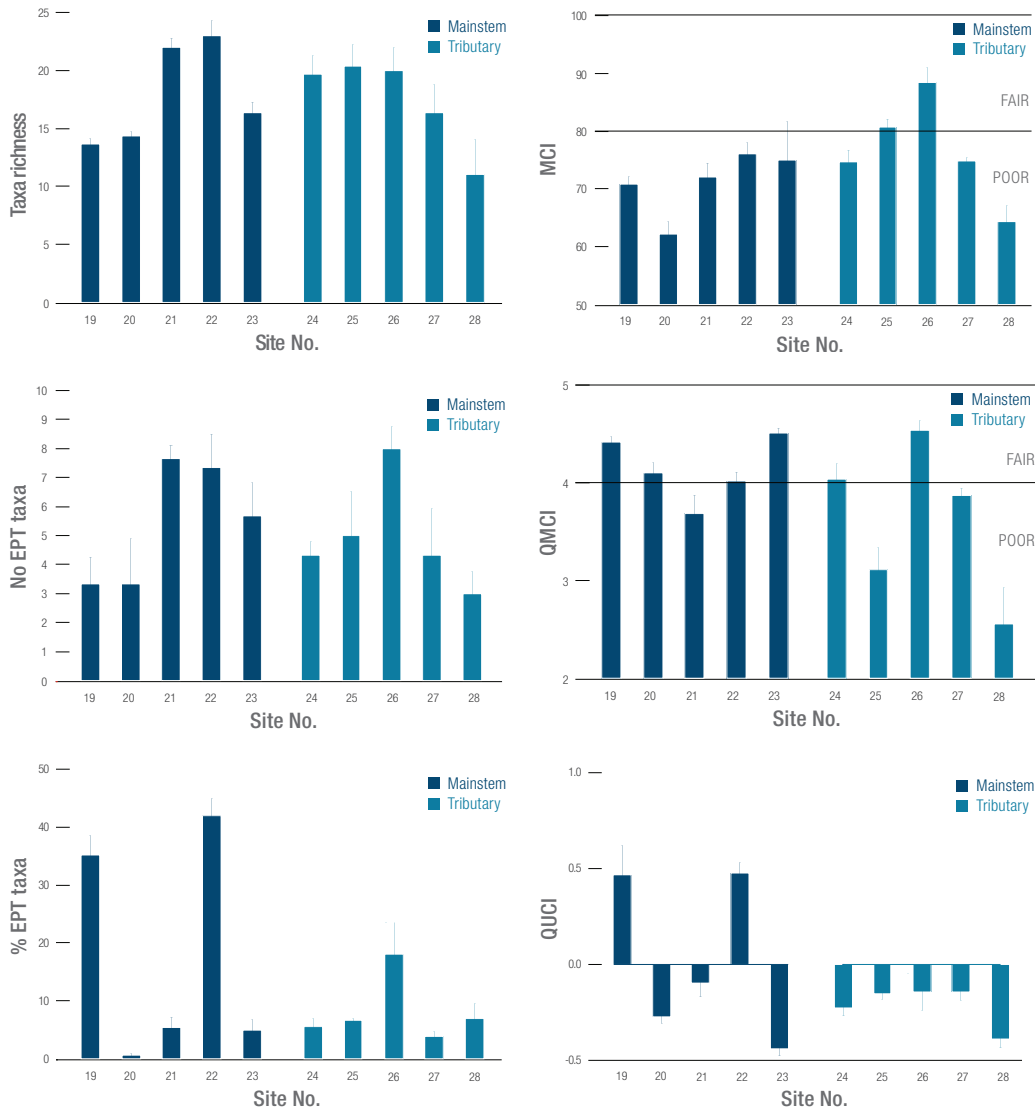 25
20
15
10
5
0
Taxa richness
Mainstem
Tributary
19 20 21 22 23 24 25 26 27 28
Site No.
100
90
80
70
60
50
MCI
Mainstem
Tributary
FAIR
POOR
19 20 21 22 23 24 25 26 27 28
Site No.
10
9
8
7
6
5
4
3
2
1
0
No EPT taxa
Mainstem
Tributary
19 20 21 22 23 24 25 26 27 28
Site No.
5
4
3
2
QMCI
Mainstem
Tributary
FAIR
POOR
19 20 21 22 23 24 25 26 27 28
Site No.
50
40
30
20
10
0
% EPT taxa
Mainstem
Tributary
19 20 21 22 23 24 25 26 27 28
Site No.
1.0
0.5
0.0
-0.5
QUCI
Mainstem
Tributary
19 20 21 22 23 24 25 26 27 28
Site No.